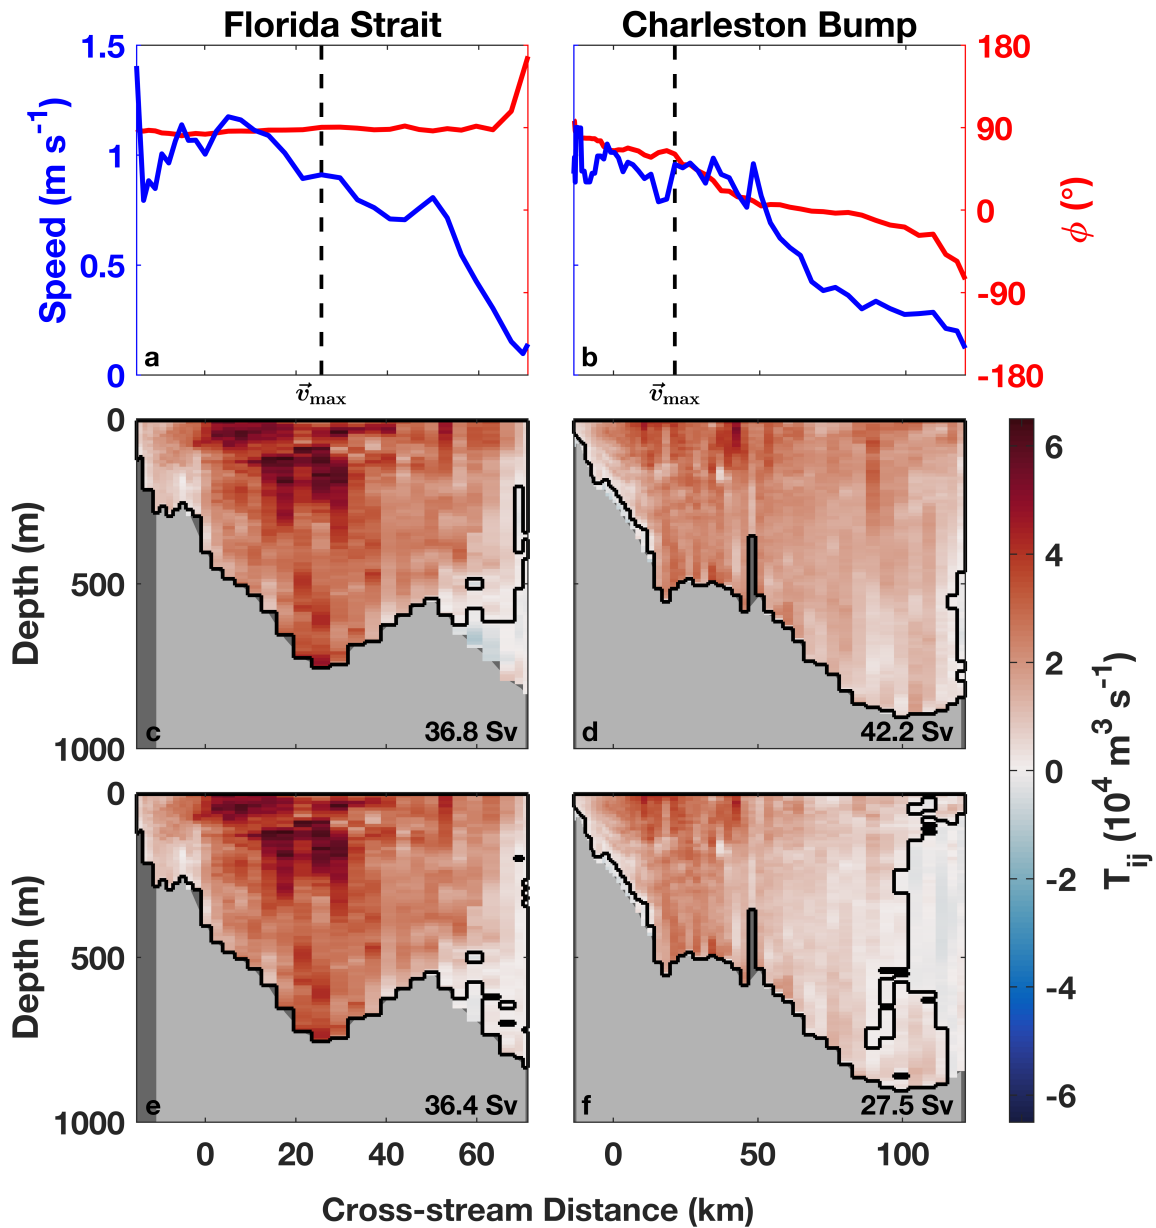 Florida Strait
Charleston Bump
1.5
1
0.5
0
Speed (m s-1)
a
v⃗max
180
90
0
-90
-180
ϕ (°)
b
v⃗max
0
500
1000
Depth (m)
c
36.8 Sv
d
42.2 Sv
0
500
1000
Depth (m)
e
36.4 Sv
f
27.5 Sv
0 20 40 60
0 50 100
Cross-stream Distance (km)
6
4
2
0
-2
-4
-6
Tij (10⁴ m³ s-1)